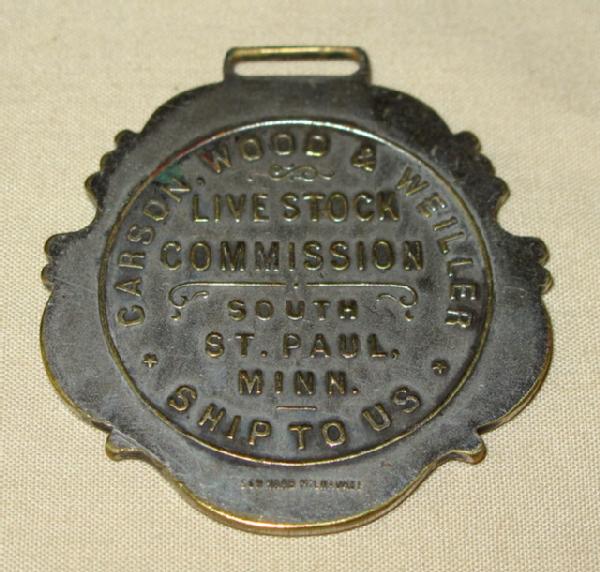 CARSON, WOOD & WEILLER
LIVE STOCK
COMMISSION
SOUTH
ST. PAUL,
MINN.
SHIP TO US